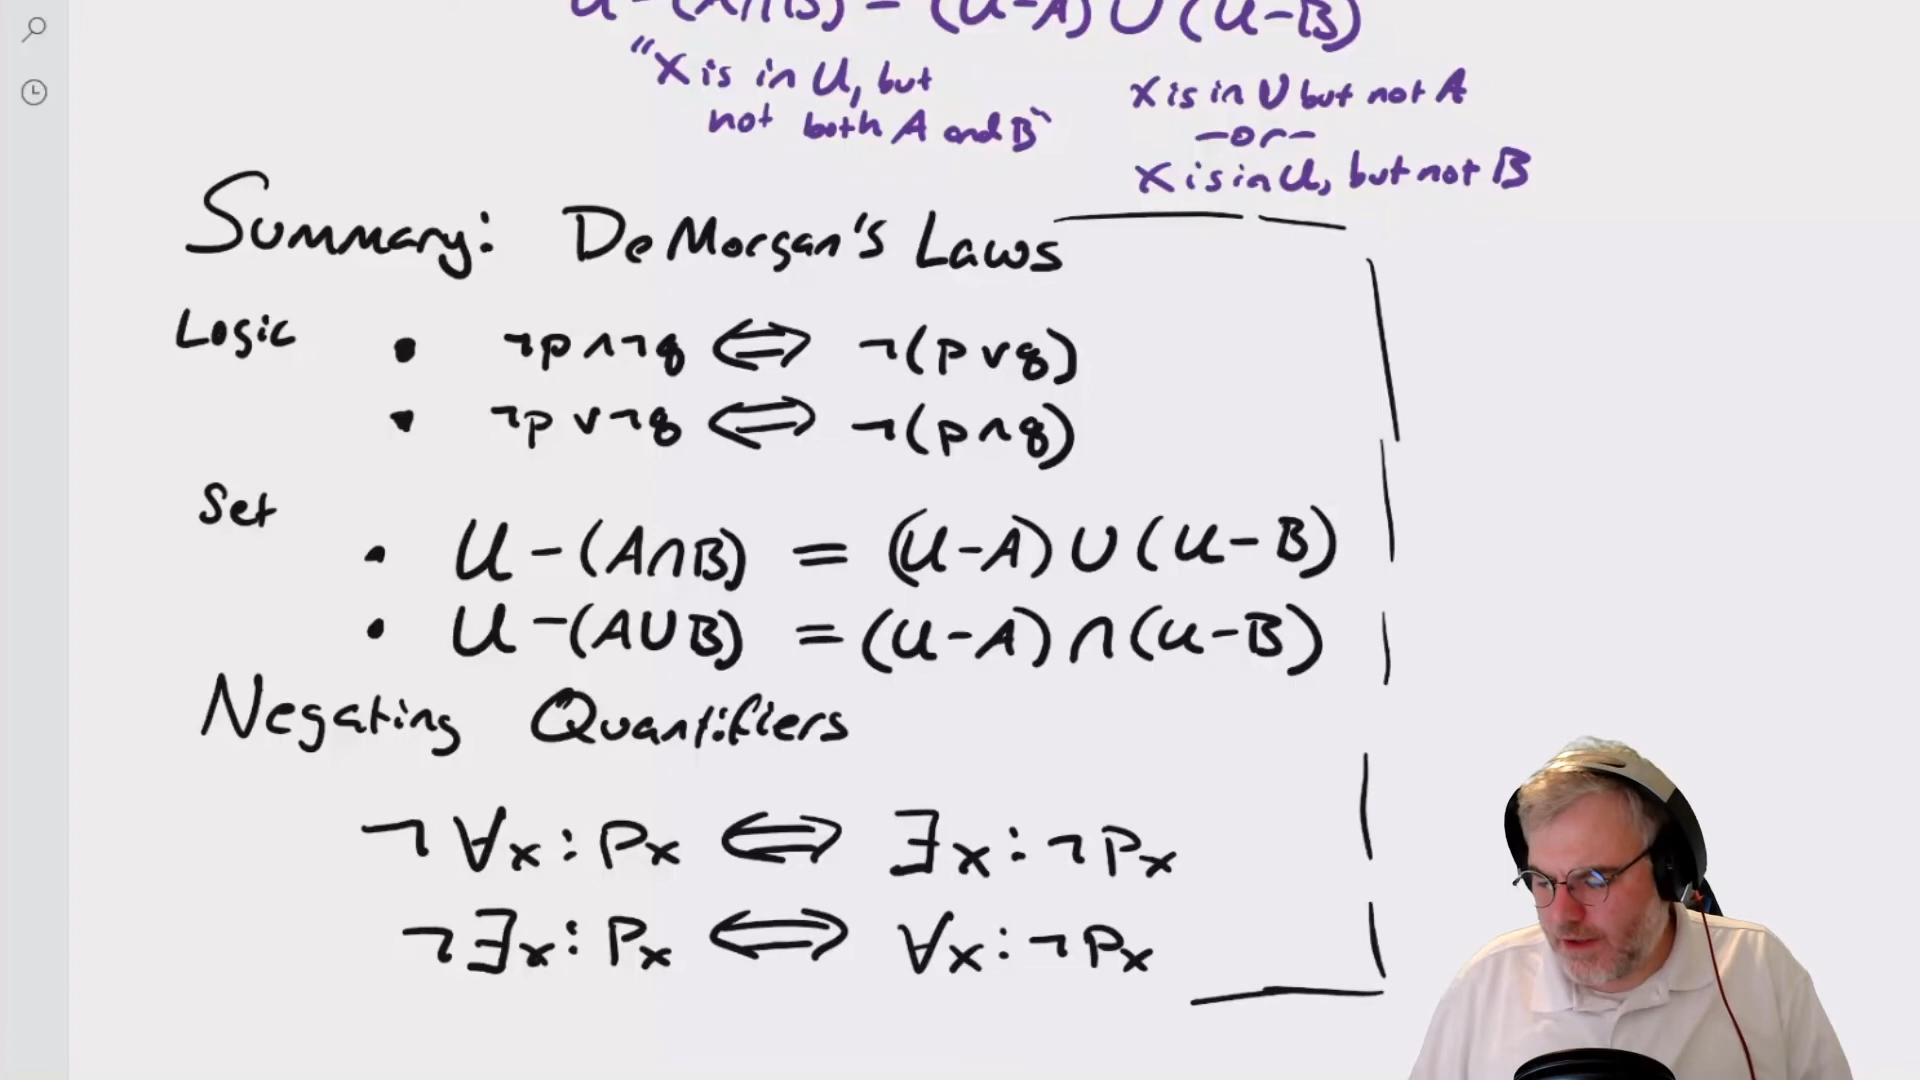 U-(A∩B) = (U-A)∪(U-B)
"X is in U, but
not both A and B"
X is in U but not A
-or-
X is in U, but not B
Summary: DeMorgan's Laws
Logic
• ¬p∧¬q ⟺ ¬(p∨q)
• ¬p∨¬q ⟺ ¬(p∧q)
Set
• U-(A∩B) = (U-A)∪(U-B)
• U-(A∪B) = (U-A)∩(U-B)
Negating Quantifiers
¬∀x:Px ⟺ ∃x:¬Px
¬∃x:Px ⟺ ∀x:¬Px